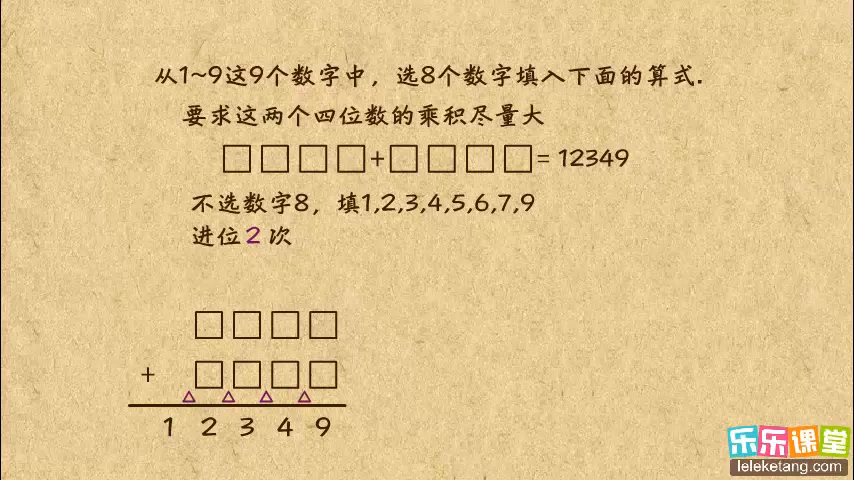 从1~9这9个数字中，选8个数字填入下面的算式.
要求这两个四位数的乘积尽量大
□□□□+□□□□=12349
不选数字8，填1,2,3,4,5,6,7,9
进位2次
□□□□
+ □□□□
1 2 3 4 9
乐乐课堂
leleketang.com